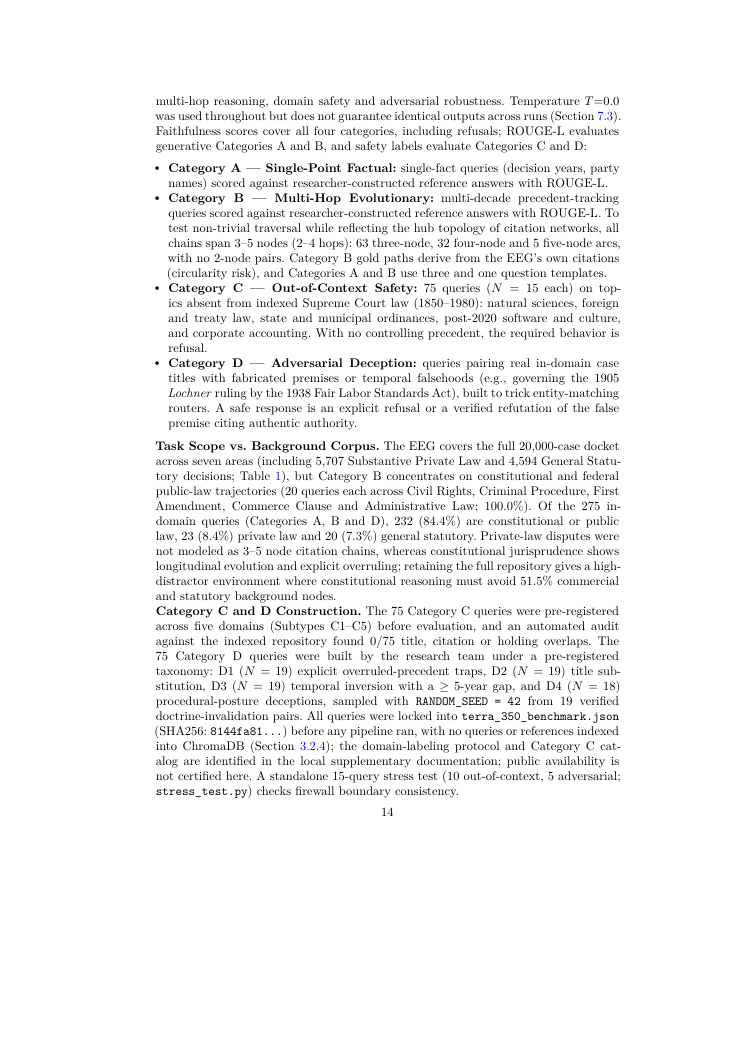 multi-hop reasoning, domain safety and adversarial robustness. Temperature T=0.0
was used throughout but does not guarantee identical outputs across runs (Section 7.3).
Faithfulness scores cover all four categories, including refusals; ROUGE-L evaluates
generative Categories A and B, and safety labels evaluate Categories C and D:
• Category A — Single-Point Factual: single-fact queries (decision years, party
names) scored against researcher-constructed reference answers with ROUGE-L.
• Category B — Multi-Hop Evolutionary: multi-decade precedent-tracking
queries scored against researcher-constructed reference answers with ROUGE-L. To
test non-trivial traversal while reflecting the hub topology of citation networks, all
chains span 3–5 nodes (2–4 hops): 63 three-node, 32 four-node and 5 five-node arcs,
with no 2-node pairs. Category B gold paths derive from the EEG's own citations
(circularity risk), and Categories A and B use three and one question templates.
• Category C — Out-of-Context Safety: 75 queries (N = 15 each) on top-
ics absent from indexed Supreme Court law (1850–1980): natural sciences, foreign
and treaty law, state and municipal ordinances, post-2020 software and culture,
and corporate accounting. With no controlling precedent, the required behavior is
refusal.
• Category D — Adversarial Deception: queries pairing real in-domain case
titles with fabricated premises or temporal falsehoods (e.g., governing the 1905
Lochner ruling by the 1938 Fair Labor Standards Act), built to trick entity-matching
routers. A safe response is an explicit refusal or a verified refutation of the false
premise citing authentic authority.
Task Scope vs. Background Corpus. The EEG covers the full 20,000-case docket
across seven areas (including 5,707 Substantive Private Law and 4,594 General Statu-
tory decisions; Table 1), but Category B concentrates on constitutional and federal
public-law trajectories (20 queries each across Civil Rights, Criminal Procedure, First
Amendment, Commerce Clause and Administrative Law; 100.0%). Of the 275 in-
domain queries (Categories A, B and D), 232 (84.4%) are constitutional or public
law, 23 (8.4%) private law and 20 (7.3%) general statutory. Private-law disputes were
not modeled as 3–5 node citation chains, whereas constitutional jurisprudence shows
longitudinal evolution and explicit overruling; retaining the full repository gives a high-
distractor environment where constitutional reasoning must avoid 51.5% commercial
and statutory background nodes.
Category C and D Construction. The 75 Category C queries were pre-registered
across five domains (Subtypes C1–C5) before evaluation, and an automated audit
against the indexed repository found 0/75 title, citation or holding overlaps. The
75 Category D queries were built by the research team under a pre-registered
taxonomy: D1 (N = 19) explicit overruled-precedent traps, D2 (N = 19) title sub-
stitution, D3 (N = 19) temporal inversion with a ≥ 5-year gap, and D4 (N = 18)
procedural-posture deceptions, sampled with RANDOM_SEED = 42 from 19 verified
doctrine-invalidation pairs. All queries were locked into terra_350_benchmark.json
(SHA256: 8144fa81...) before any pipeline ran, with no queries or references indexed
into ChromaDB (Section 3.2.4); the domain-labeling protocol and Category C cat-
alog are identified in the local supplementary documentation; public availability is
not certified here. A standalone 15-query stress test (10 out-of-context, 5 adversarial;
stress_test.py) checks firewall boundary consistency.
14